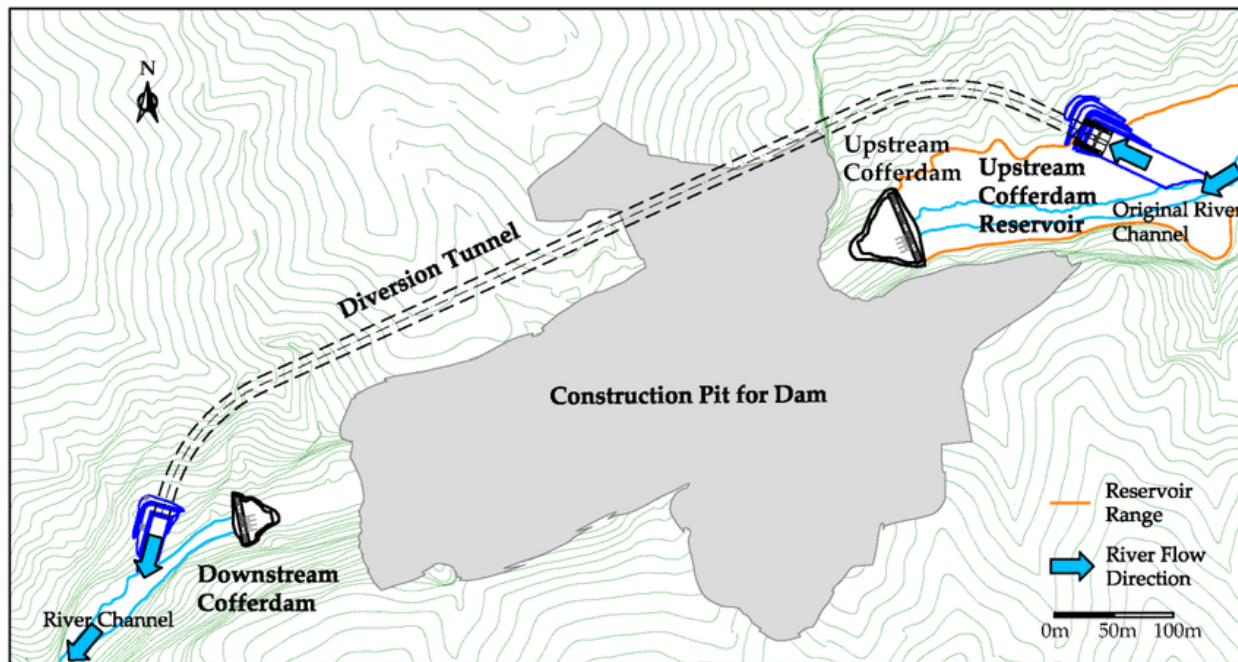 N
Upstream
Cofferdam
Upstream
Cofferdam
Reservoir
Original River
Channel
Diversion Tunnel
Construction Pit for Dam
Downstream
Cofferdam
River Channel
Reservoir
Range
River Flow
Direction
0m 50m 100m